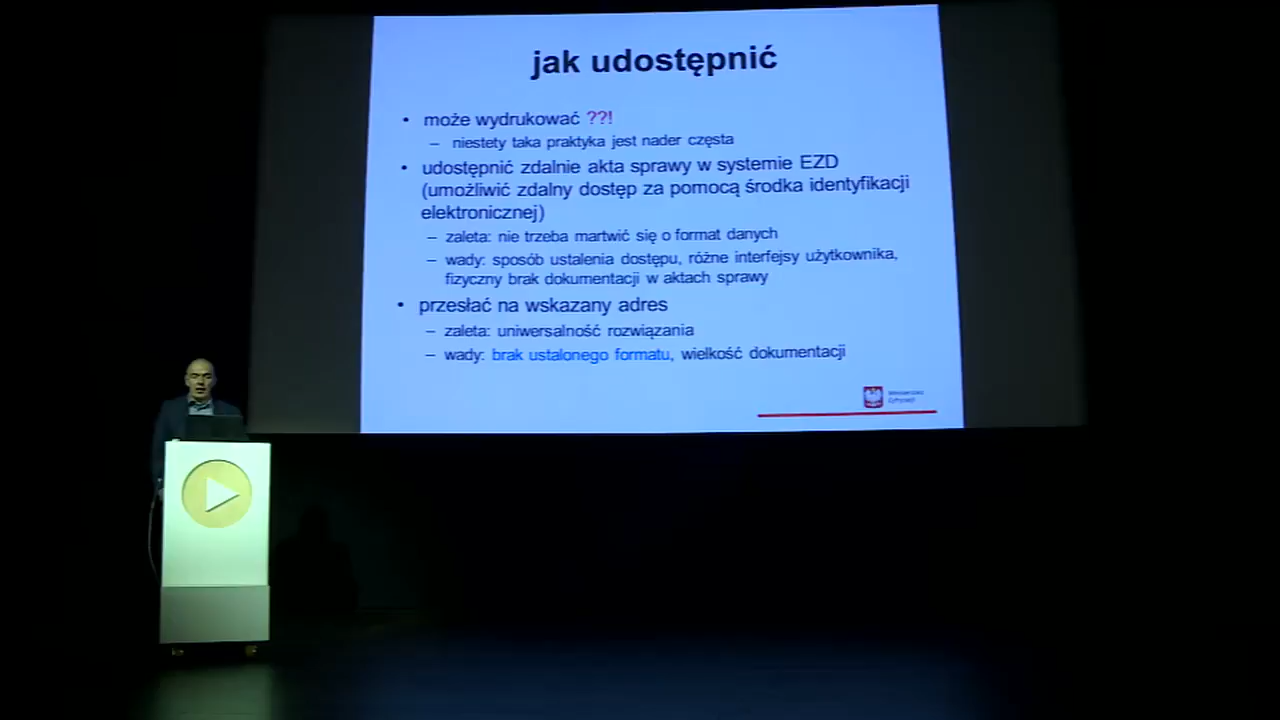 jak udostępnić
• może wydrukować ??!
– niestety taka praktyka jest nader częsta
• udostępnić zdalnie akta sprawy w systemie EZD
(umożliwić zdalny dostęp za pomocą środka identyfikacji
elektronicznej)
– zaleta: nie trzeba martwić się o format danych
– wady: sposób ustalenia dostępu, różne interfejsy użytkownika,
fizyczny brak dokumentacji w aktach sprawy
• przesłać na wskazany adres
– zaleta: uniwersalność rozwiązania
– wady: brak ustalonego formatu, wielkość dokumentacji
Ministerstwo
Cyfryzacji